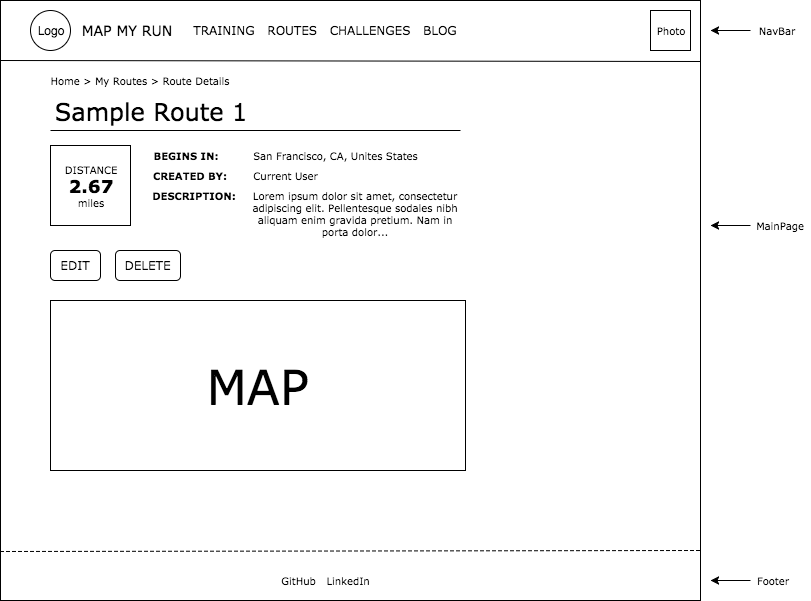 Logo MAP MY RUN TRAINING ROUTES CHALLENGES BLOG Photo NavBar
Home > My Routes > Route Details
Sample Route 1
DISTANCE
2.67
miles
BEGINS IN: San Francisco, CA, Unites States
CREATED BY: Current User
DESCRIPTION: Lorem ipsum dolor sit amet, consectetur
adipiscing elit. Pellentesque sodales nibh
aliquam enim gravida pretium. Nam in
porta dolor...
MainPage
EDIT DELETE
MAP
GitHub LinkedIn Footer